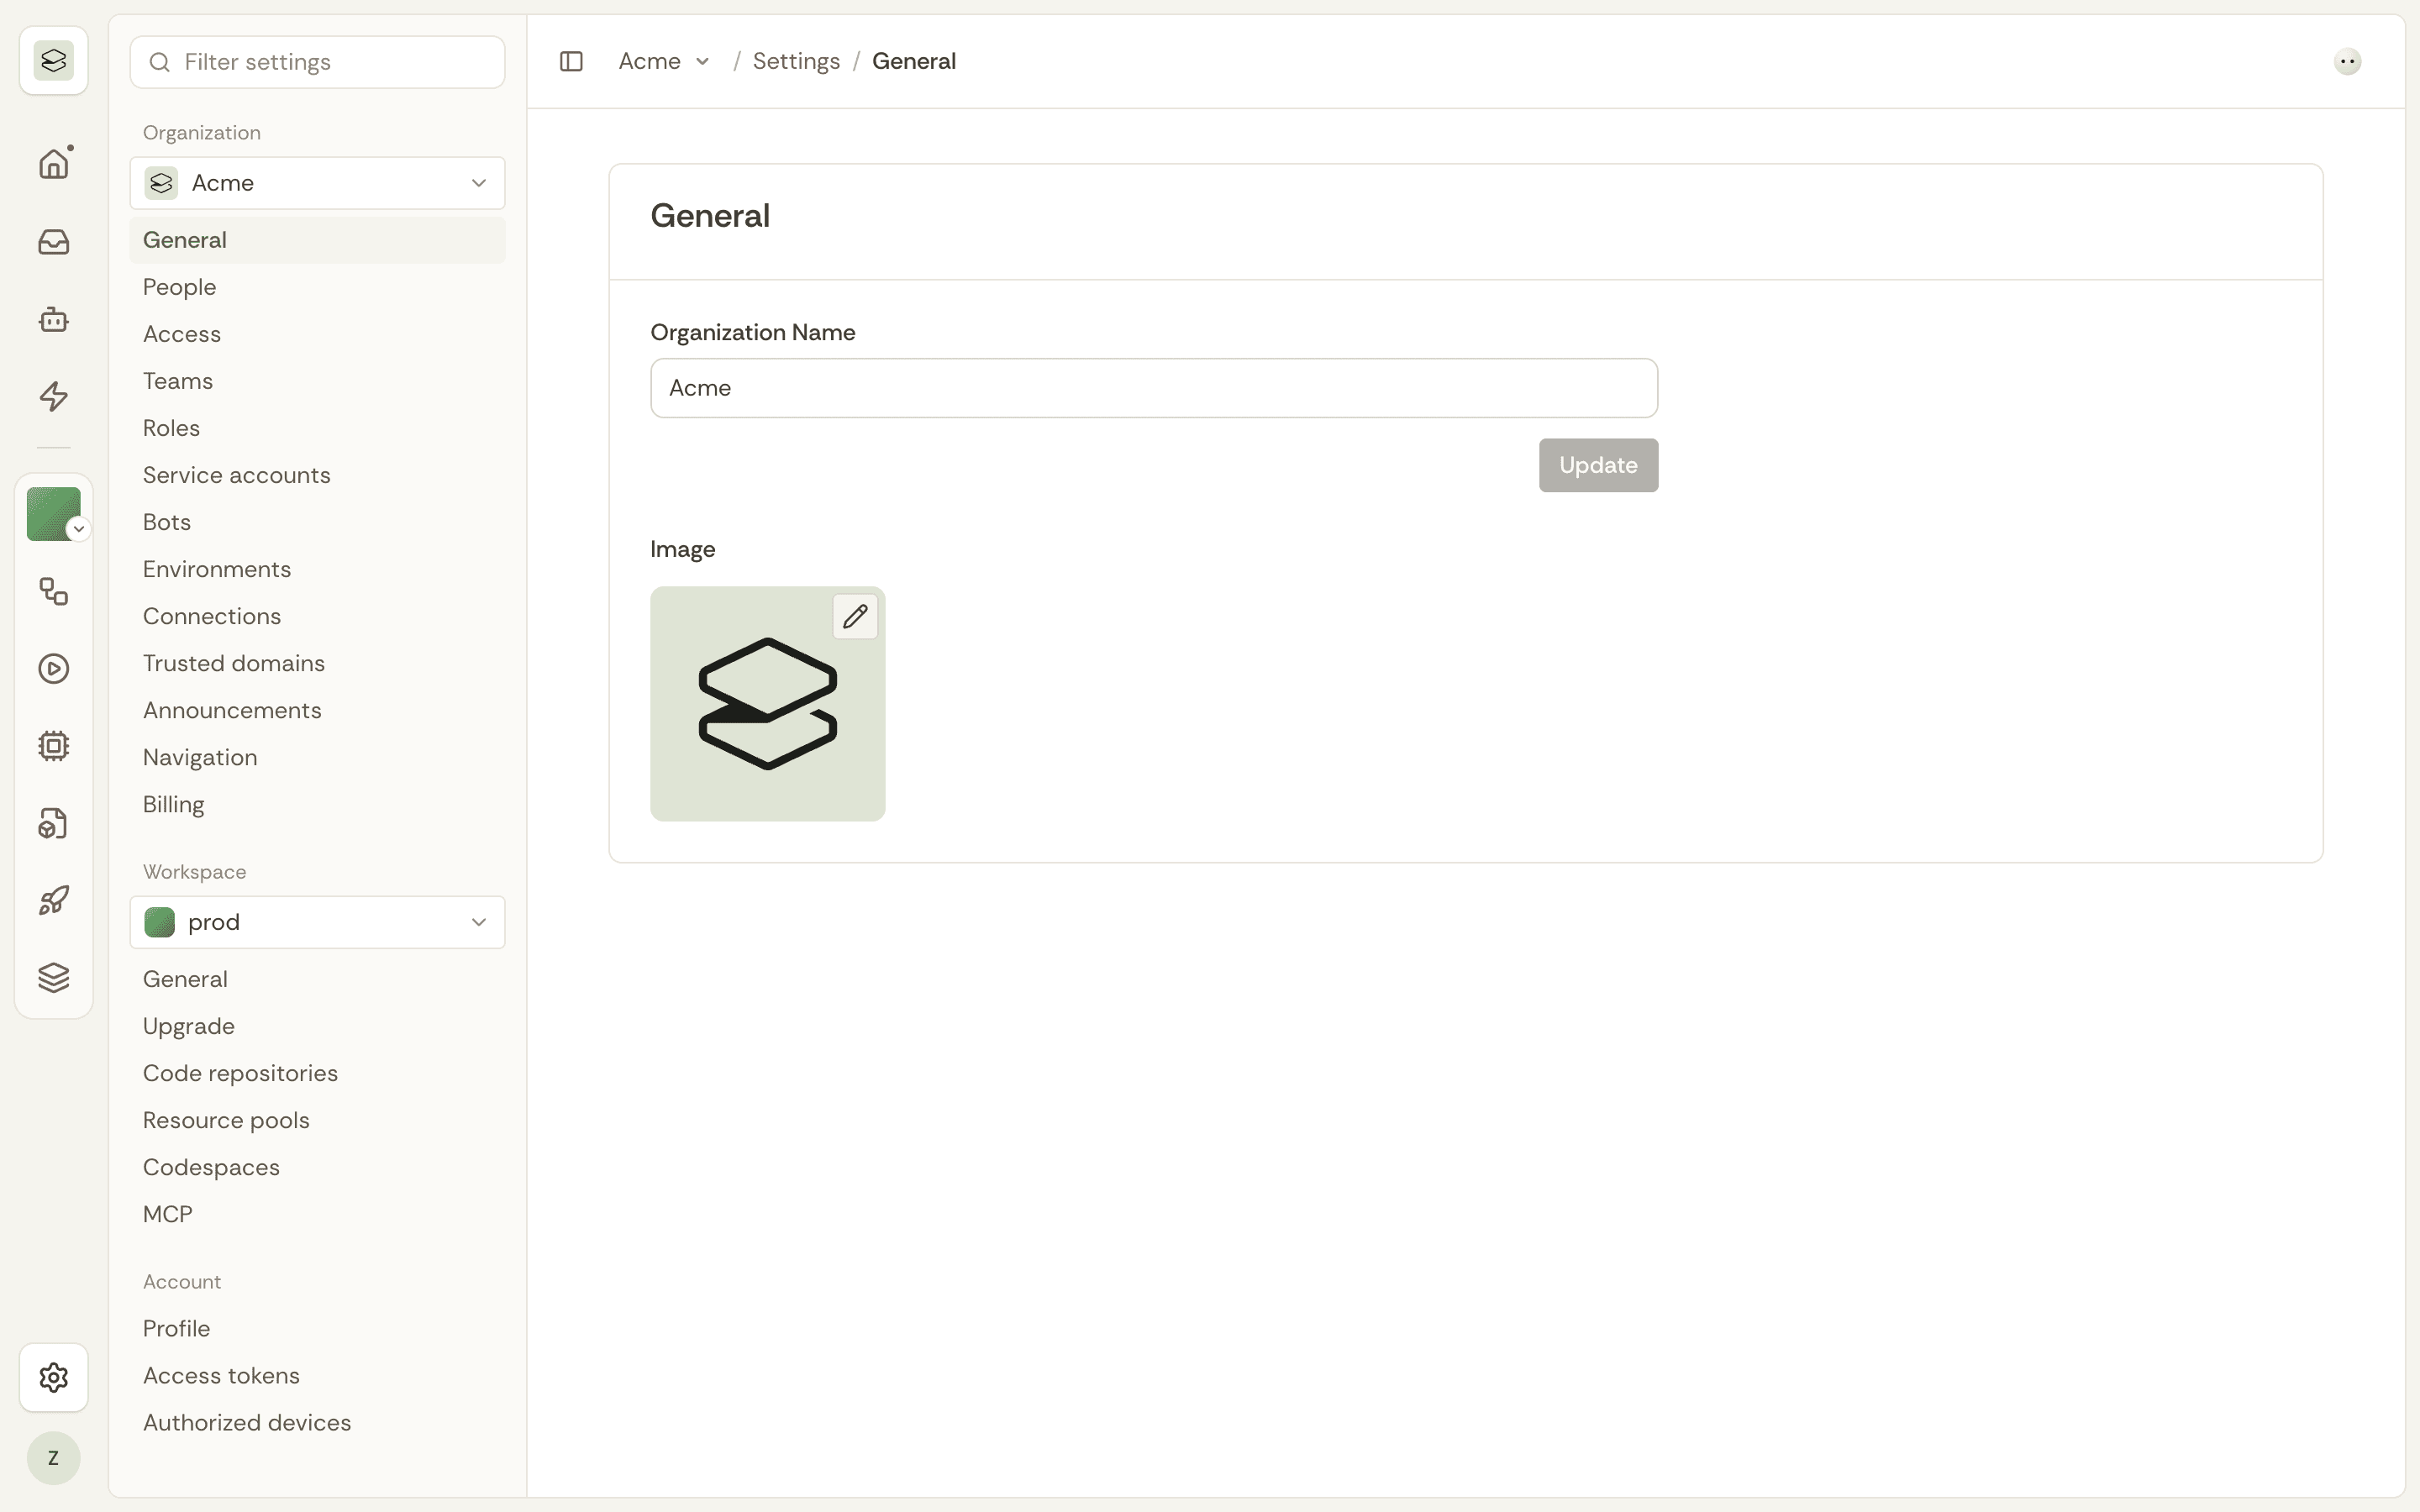 Filter settings
Organization
Acme
General
People
Access
Teams
Roles
Service accounts
Bots
Environments
Connections
Trusted domains
Announcements
Navigation
Billing
Workspace
prod
General
Upgrade
Code repositories
Resource pools
Codespaces
MCP
Account
Profile
Access tokens
Authorized devices
Z
Acme / Settings / General
General
Organization Name
Acme
Update
Image